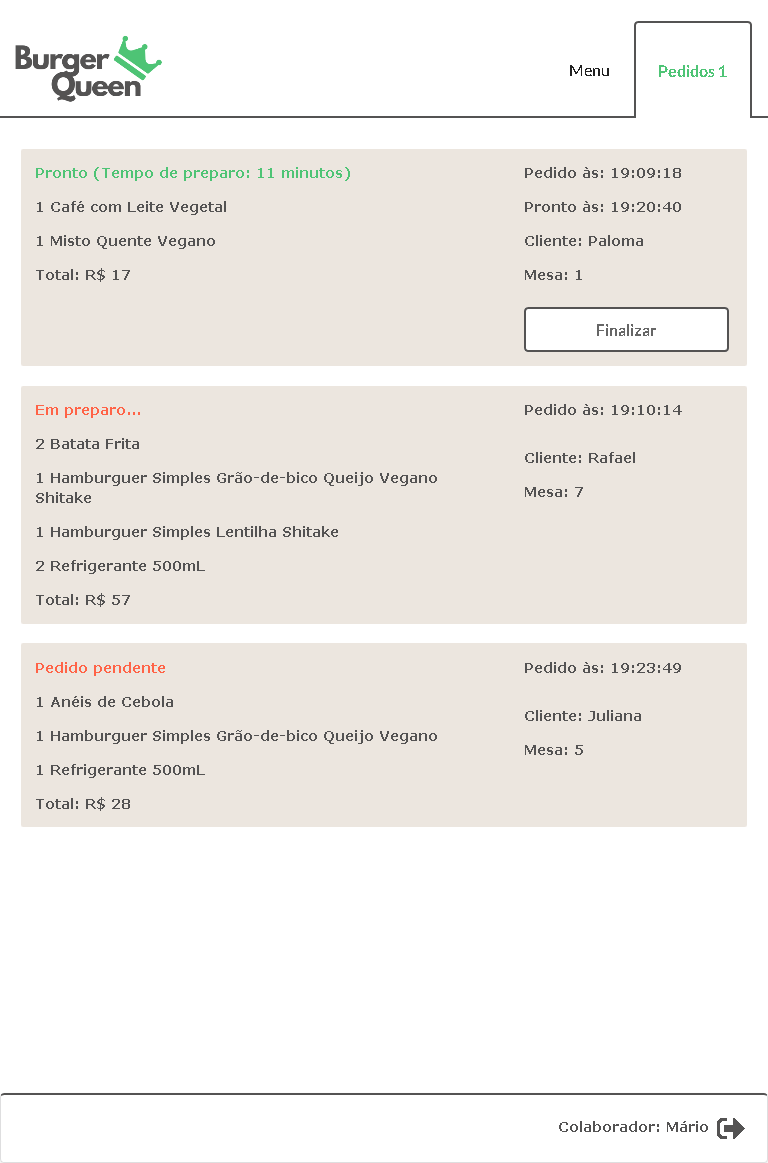 Burger
Queen
Menu
Pedidos 1
Pronto (Tempo de preparo: 11 minutos)
1 Café com Leite Vegetal
1 Misto Quente Vegano
Total: R$ 17
Pedido às: 19:09:18
Pronto às: 19:20:40
Cliente: Paloma
Mesa: 1
Finalizar
Em preparo...
2 Batata Frita
1 Hamburguer Simples Grão-de-bico Queijo Vegano
Shitake
1 Hamburguer Simples Lentilha Shitake
2 Refrigerante 500mL
Total: R$ 57
Pedido às: 19:10:14
Cliente: Rafael
Mesa: 7
Pedido pendente
1 Anéis de Cebola
1 Hamburguer Simples Grão-de-bico Queijo Vegano
1 Refrigerante 500mL
Total: R$ 28
Pedido às: 19:23:49
Cliente: Juliana
Mesa: 5
Colaborador: Mário